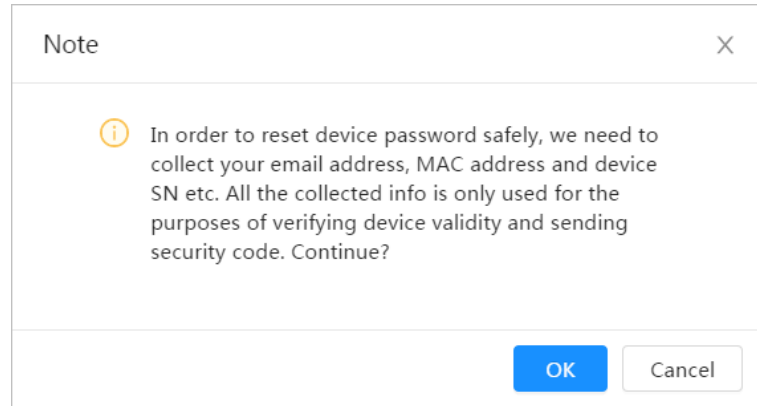 Note
In order to reset device password safely, we need to
collect your email address, MAC address and device
SN etc. All the collected info is only used for the
purposes of verifying device validity and sending
security code. Continue?
OK Cancel